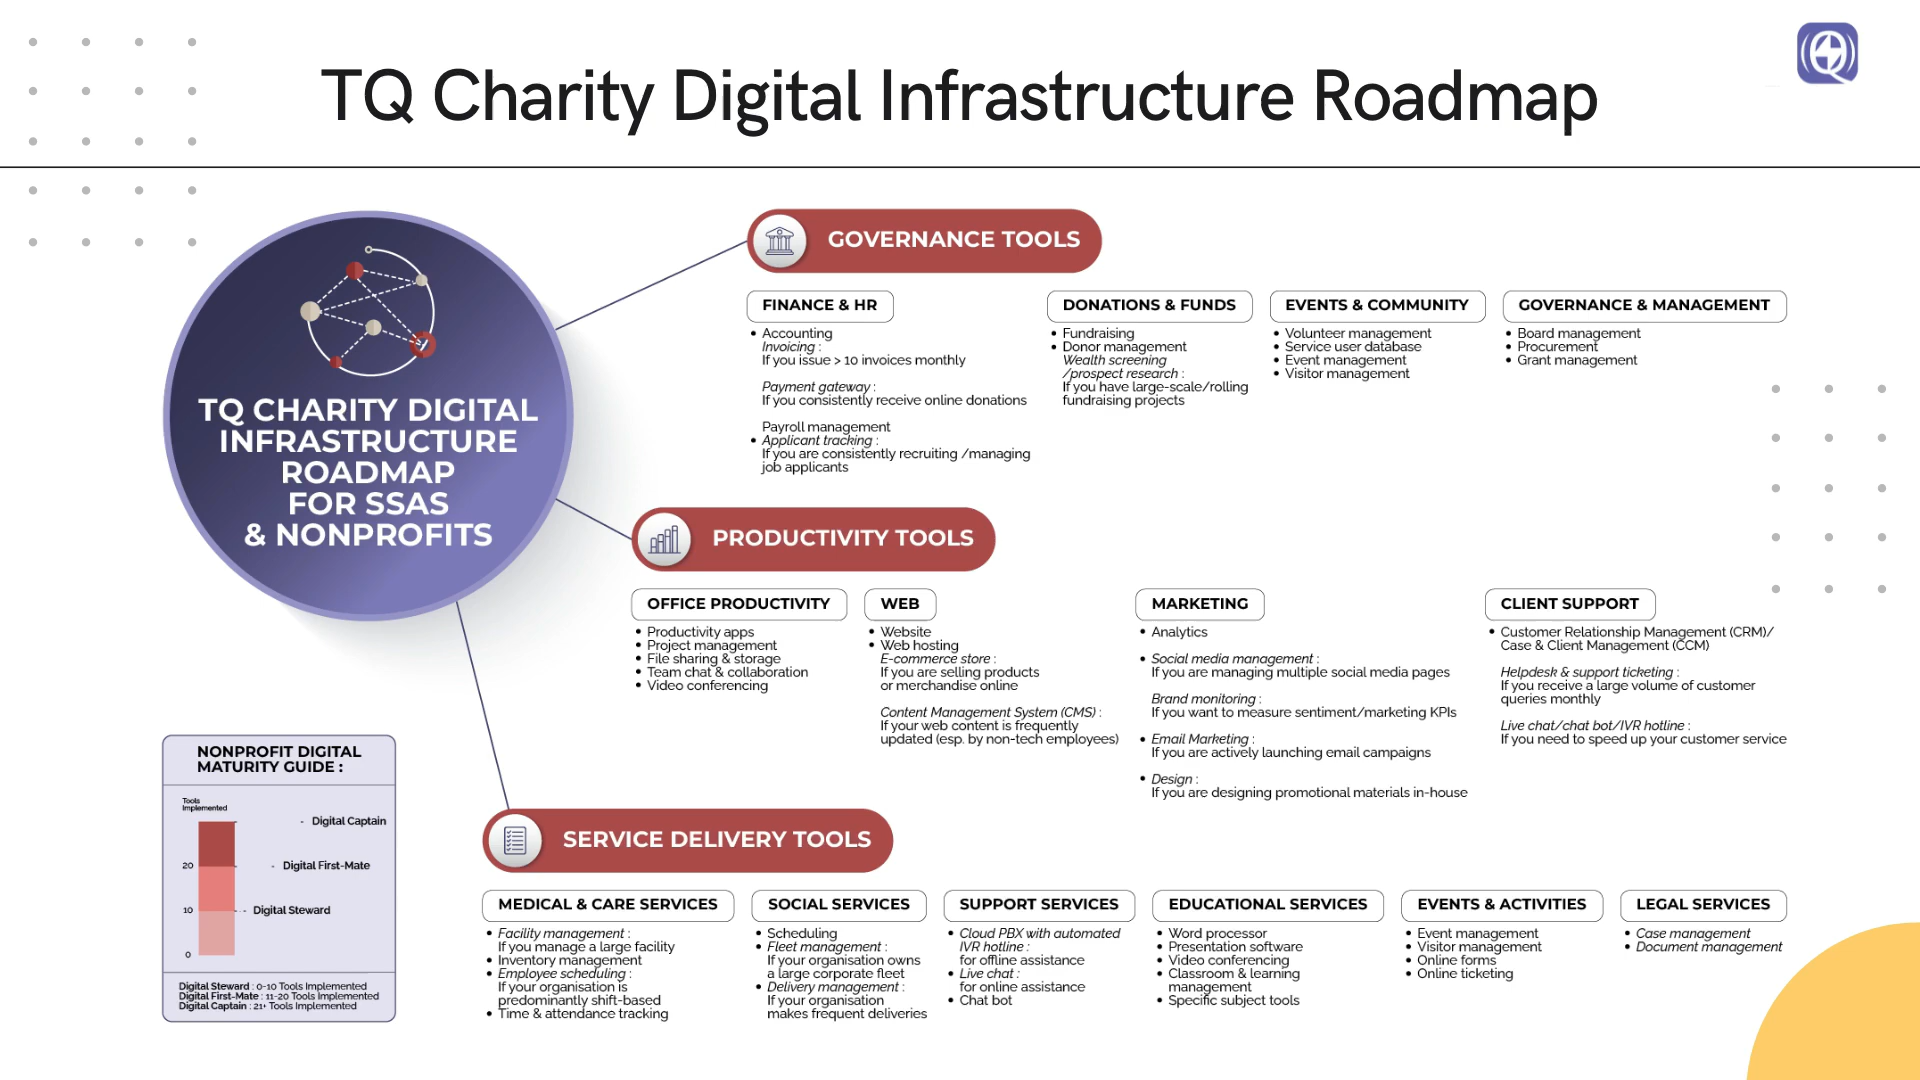 TQ Charity Digital Infrastructure Roadmap
TQ CHARITY DIGITAL
INFRASTRUCTURE
ROADMAP
FOR SSAS
& NONPROFITS
GOVERNANCE TOOLS
FINANCE & HR
• Accounting
Invoicing :
If you issue > 10 invoices monthly
Payment gateway :
If you consistently receive online donations
Payroll management
• Applicant tracking :
If you are consistently recruiting /managing
job applicants
DONATIONS & FUNDS
• Fundraising
• Donor management
Wealth screening
/prospect research :
If you have large-scale/rolling
fundraising projects
EVENTS & COMMUNITY
• Volunteer management
• Service user database
• Event management
• Visitor management
GOVERNANCE & MANAGEMENT
• Board management
• Procurement
• Grant management
PRODUCTIVITY TOOLS
OFFICE PRODUCTIVITY
• Productivity apps
• Project management
• File sharing & storage
• Team chat & collaboration
• Video conferencing
WEB
• Website
• Web hosting
E-commerce store :
If you are selling products
or merchandise online
Content Management System (CMS) :
If your web content is frequently
updated (esp. by non-tech employees)
MARKETING
• Analytics
• Social media management :
If you are managing multiple social media pages
Brand monitoring :
If you want to measure sentiment/marketing KPIs
• Email Marketing :
If you are actively launching email campaigns
• Design :
If you are designing promotional materials in-house
CLIENT SUPPORT
• Customer Relationship Management (CRM)/
Case & Client Management (CCM)
Helpdesk & support ticketing :
If you receive a large volume of customer
queries monthly
Live chat/chat bot/IVR hotline :
If you need to speed up your customer service
NONPROFIT DIGITAL
MATURITY GUIDE :
Tools
Implemented
- Digital Captain
20 - Digital First-Mate
10 - Digital Steward
0
Digital Steward : 0-10 Tools Implemented
Digital First-Mate : 11-20 Tools Implemented
Digital Captain : 21+ Tools Implemented
SERVICE DELIVERY TOOLS
MEDICAL & CARE SERVICES
• Facility management :
If you manage a large facility
• Inventory management
• Employee scheduling :
If your organisation is
predominantly shift-based
• Time & attendance tracking
SOCIAL SERVICES
• Scheduling
• Fleet management :
If your organisation owns
a large corporate fleet
• Delivery management :
If your organisation
makes frequent deliveries
SUPPORT SERVICES
• Cloud PBX with automated
IVR hotline :
for offline assistance
• Live chat :
for online assistance
• Chat bot
EDUCATIONAL SERVICES
• Word processor
• Presentation software
• Video conferencing
• Classroom & learning
management
• Specific subject tools
EVENTS & ACTIVITIES
• Event management
• Visitor management
• Online forms
• Online ticketing
LEGAL SERVICES
• Case management
• Document management